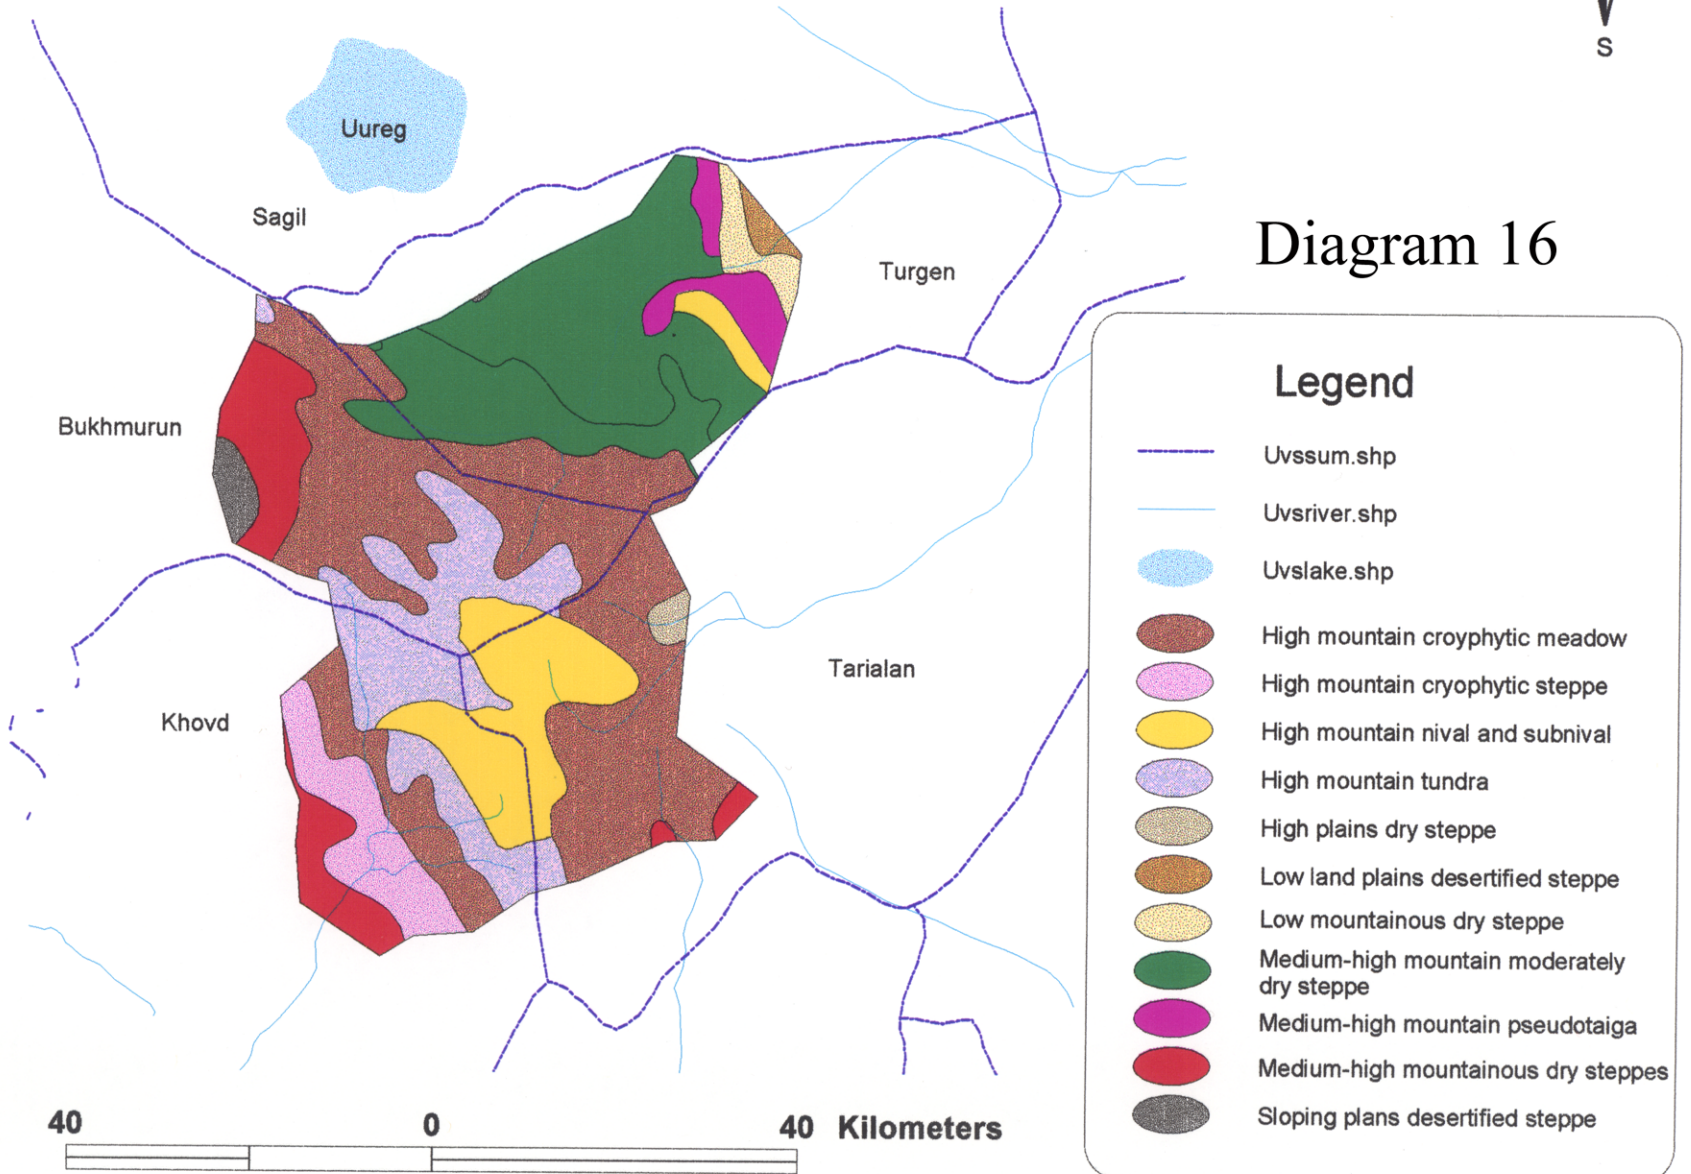 S
Uureg
Sagil
Turgen
Bukhmurun
Khovd
Tarialan
Diagram 16
Legend
Uvssum.shp
Uvsriver.shp
Uvslake.shp
High mountain croyphytic meadow
High mountain cryophytic steppe
High mountain nival and subnival
High mountain tundra
High plains dry steppe
Low land plains desertified steppe
Low mountainous dry steppe
Medium-high mountain moderately
dry steppe
Medium-high mountain pseudotaiga
Medium-high mountainous dry steppes
Sloping plans desertified steppe
40 0 40 Kilometers